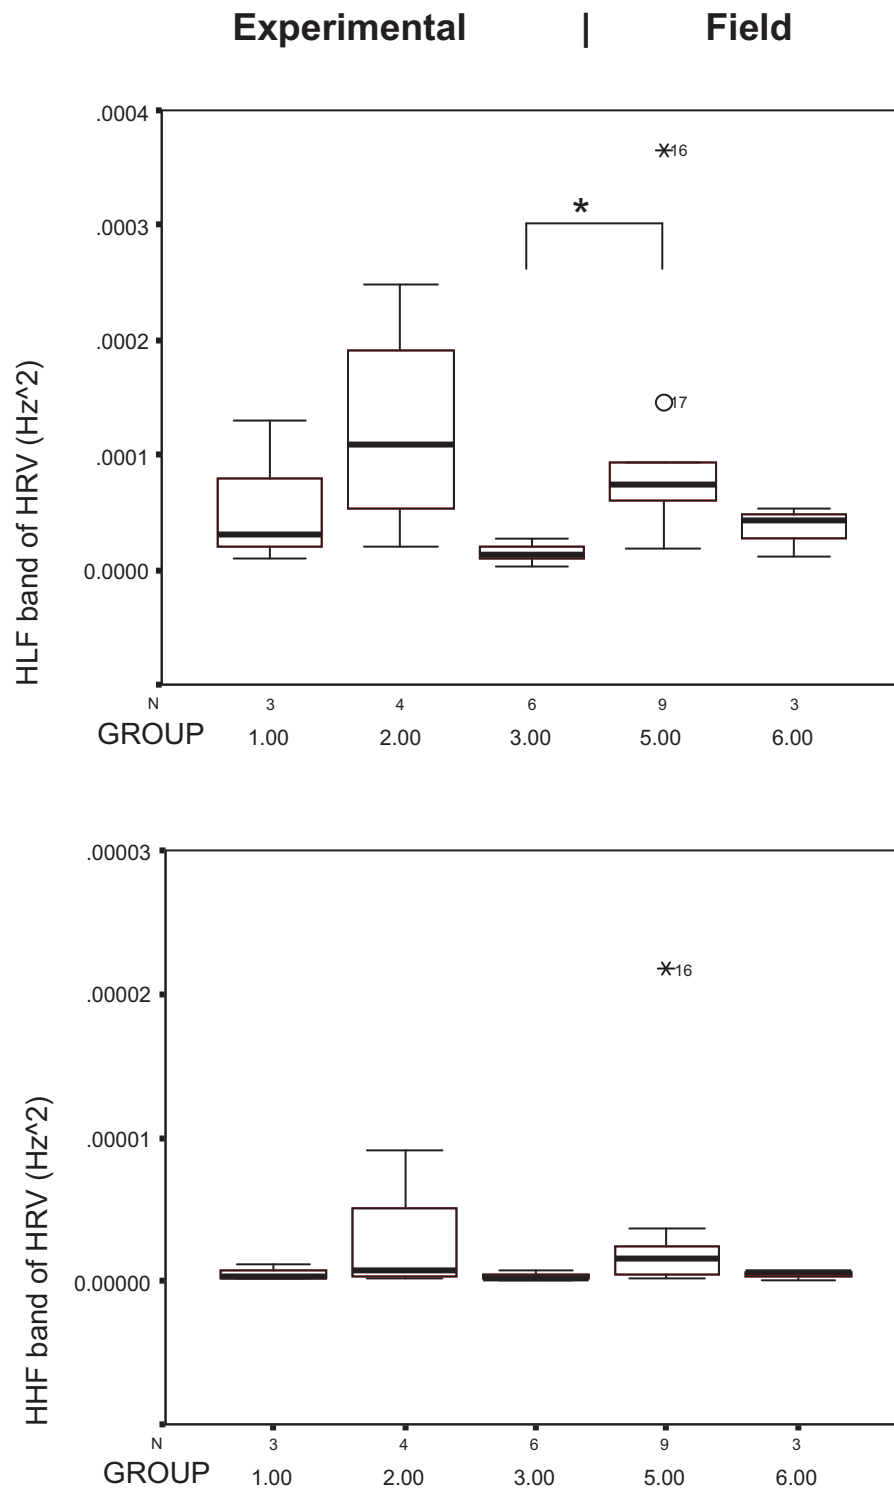 Experimental | Field
.0004
*16
*
.0003
.0002
17
.0001
0.0000
HLF band of HRV (Hz^2)
N 3 4 6 9 3
GROUP 1.00 2.00 3.00 5.00 6.00
.00003
*16
.00002
.00001
0.00000
HHF band of HRV (Hz^2)
N 3 4 6 9 3
GROUP 1.00 2.00 3.00 5.00 6.00